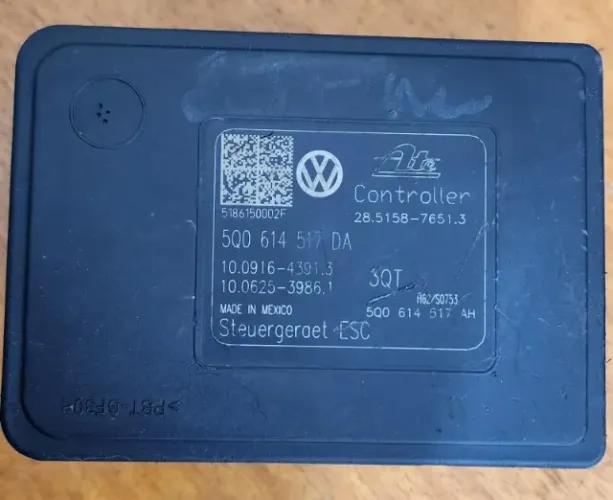 Ate
Controller
5186150002F
28.5158-7651.3
5Q0 614 517 DA
10.0916-4391.3
10.0625-3986.1
3QT
H62/S0753
MADE IN MEXICO
5Q0 614 517 AH
Steuergeraet ESC
>PBT-GF30<